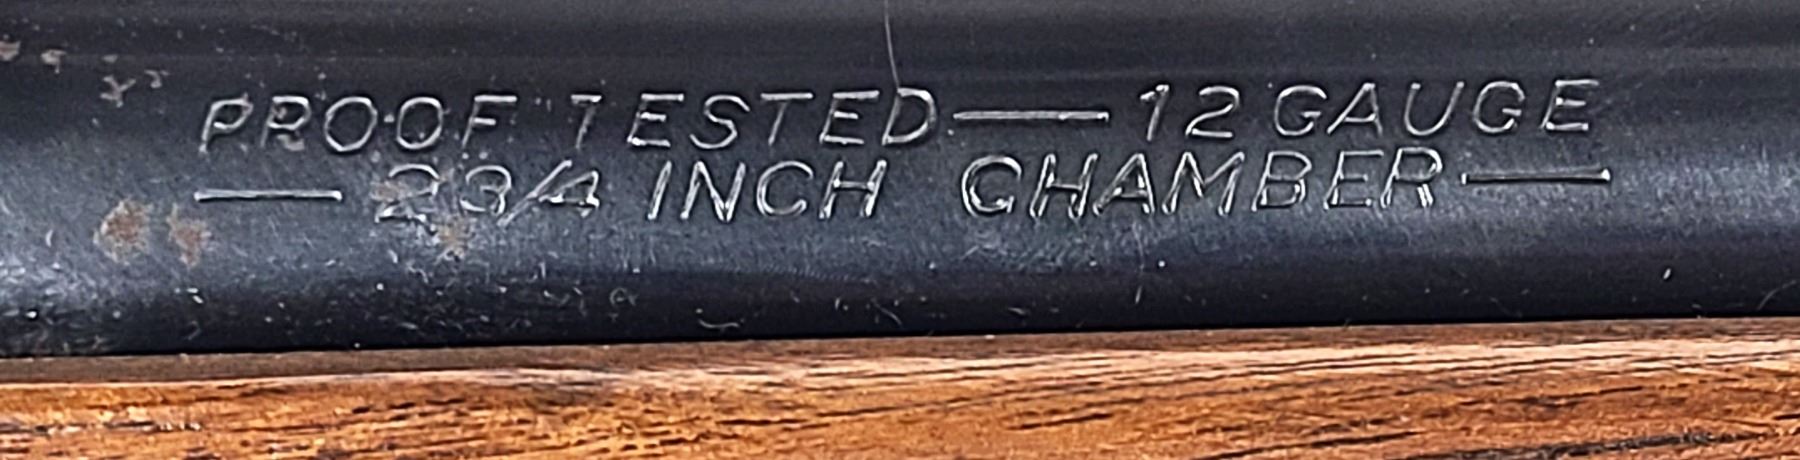 PROOF TESTED—12 GAUGE
—2 3/4 INCH CHAMBER—